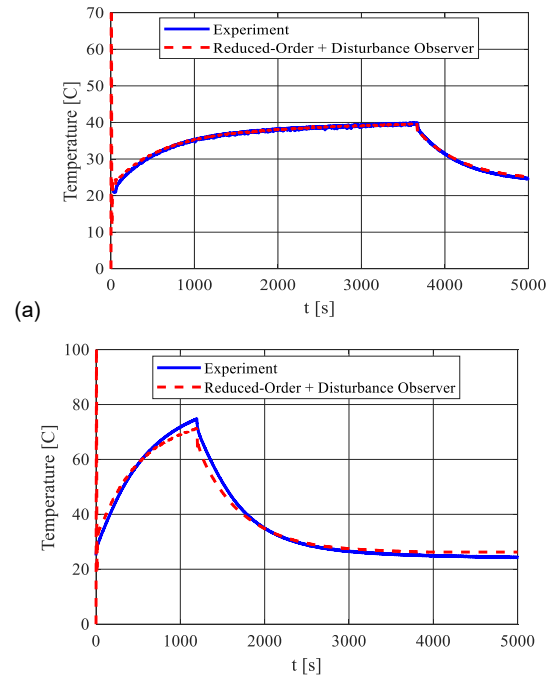 70
60
50
40
30
20
10
0
Temperature [C]
Experiment
Reduced-Order + Disturbance Observer
0 1000 2000 3000 4000 5000
t [s]
(a)
100
80
60
40
20
0
Temperature [C]
Experiment
Reduced-Order + Disturbance Observer
0 1000 2000 3000 4000 5000
t [s]